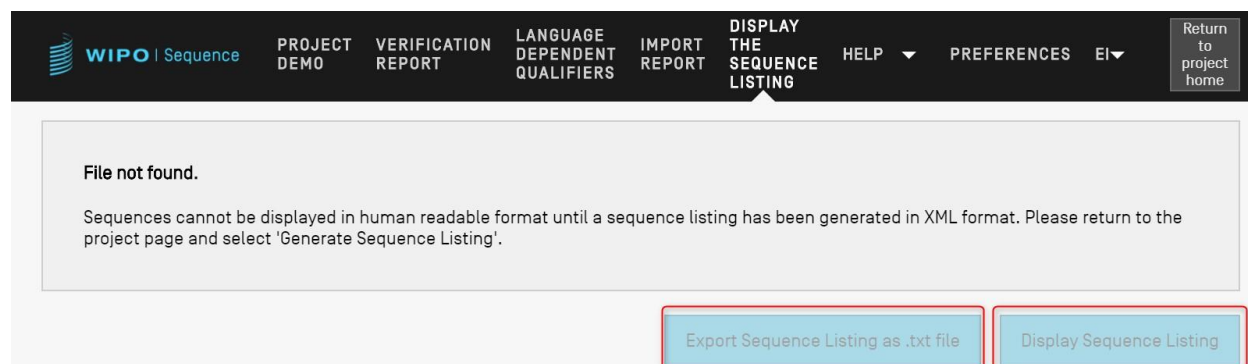 WIPO | Sequence
PROJECT DEMO
VERIFICATION REPORT
LANGUAGE DEPENDENT QUALIFIERS
IMPORT REPORT
DISPLAY THE SEQUENCE LISTING
HELP
PREFERENCES
EI
Return to project home
File not found.
Sequences cannot be displayed in human readable format until a sequence listing has been generated in XML format. Please return to the
project page and select 'Generate Sequence Listing'.
Export Sequence Listing as .txt file
Display Sequence Listing